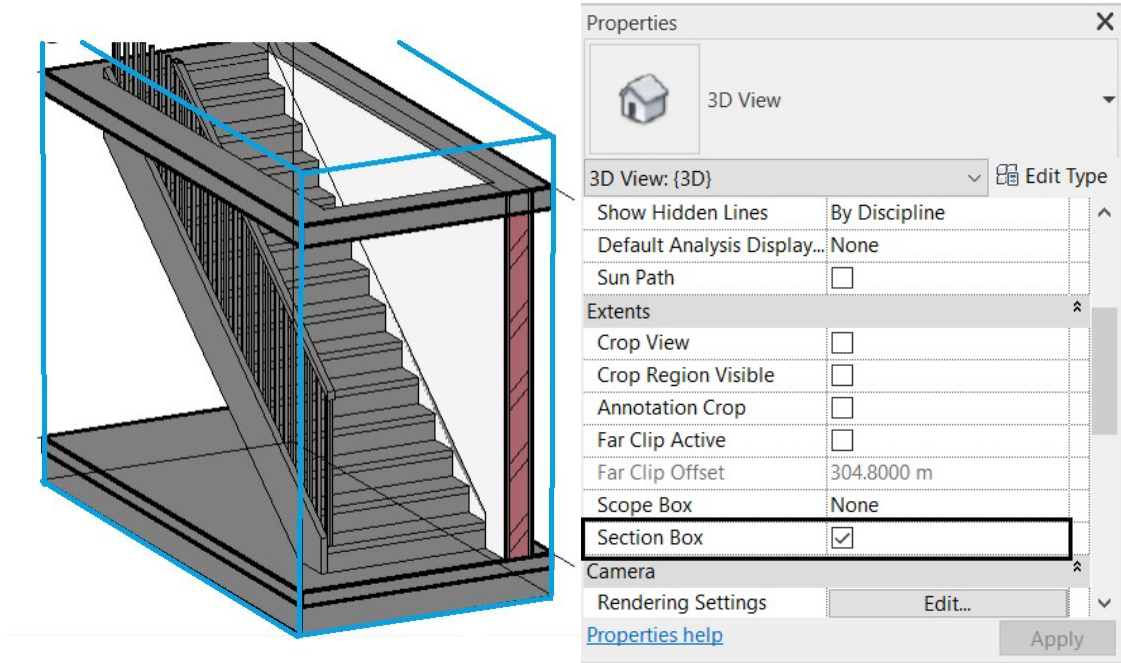 Properties
3D View
3D View: {3D}
Edit Type
Show Hidden Lines By Discipline
Default Analysis Display... None
Sun Path
Extents
Crop View
Crop Region Visible
Annotation Crop
Far Clip Active
Far Clip Offset 304.8000 m
Scope Box None
Section Box
Camera
Rendering Settings Edit...
Properties help Apply